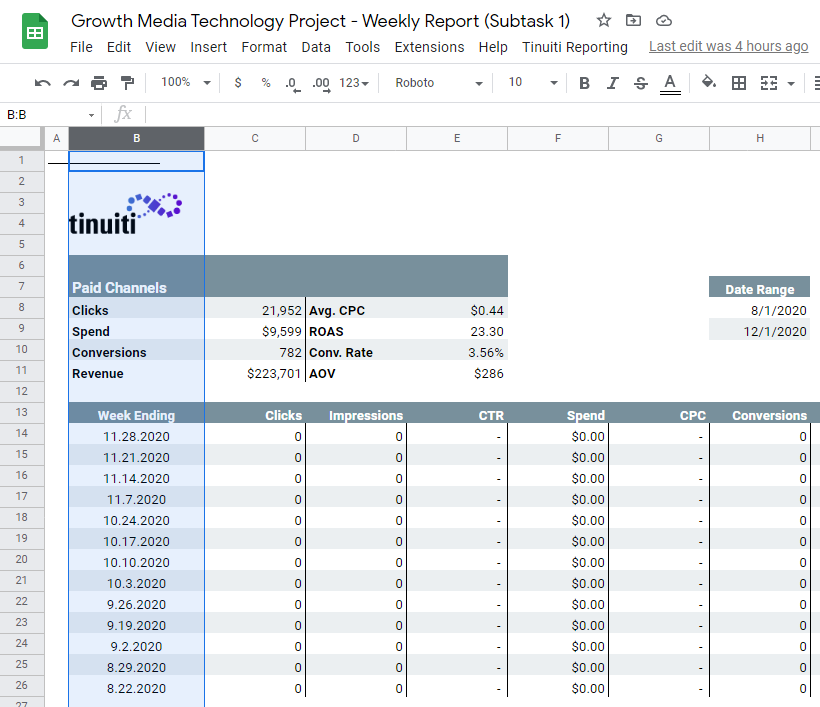 Growth Media Technology Project - Weekly Report (Subtask 1)
File Edit View Insert Format Data Tools Extensions Help Tinuiti Reporting Last edit was 4 hours ago
100% $ % .0 .00 123 Roboto 10 B I S A
B:B fx
A B C D E F G H
1
2
3
4 tinuiti
5
6
7 Paid Channels Date Range
8 Clicks 21,952 Avg. CPC $0.44 8/1/2020
9 Spend $9,599 ROAS 23.30 12/1/2020
10 Conversions 782 Conv. Rate 3.56%
11 Revenue $223,701 AOV $286
12
13 Week Ending Clicks Impressions CTR Spend CPC Conversions
14 11.28.2020 0 0 - $0.00 - 0
15 11.21.2020 0 0 - $0.00 - 0
16 11.14.2020 0 0 - $0.00 - 0
17 11.7.2020 0 0 - $0.00 - 0
18 10.24.2020 0 0 - $0.00 - 0
19 10.17.2020 0 0 - $0.00 - 0
20 10.10.2020 0 0 - $0.00 - 0
21 10.3.2020 0 0 - $0.00 - 0
22 9.26.2020 0 0 - $0.00 - 0
23 9.19.2020 0 0 - $0.00 - 0
24 9.2.2020 0 0 - $0.00 - 0
25 8.29.2020 0 0 - $0.00 - 0
26 8.22.2020 0 0 - $0.00 - 0
27